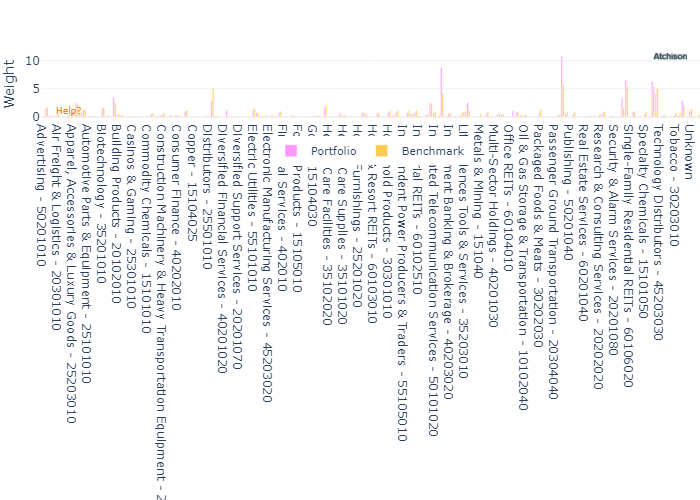 Atchison
Weight
10
5
0
Help?
Portfolio
Benchmark
Advertising - 50201010
Air Freight & Logistics - 20301010
Apparel, Accessories & Luxury Goods - 25203010
Automotive Parts & Equipment - 25101010
Biotechnology - 35201010
Building Products - 20102010
Casinos & Gaming - 25301010
Commodity Chemicals - 15101010
Construction Machinery & Heavy Transportation Equipment - 2
Consumer Finance - 40202010
Copper - 15104025
Distributors - 25501010
Diversified Financial Services - 40201020
Diversified Support Services - 20201070
Electric Utilities - 55101010
Electronic Manufacturing Services - 45203020
al Services - 402010
Products - 15105010
15104030
Care Facilities - 35102020
Care Supplies - 35101020
Furnishings - 25201020
& Resort REITs - 60103010
old Products - 30301010
ndent Power Producers & Traders - 55105010
ial REITs - 60102510
ted Telecommunication Services - 50101020
ment Banking & Brokerage - 40203020
iences Tools & Services - 35203010
Metals & Mining - 151040
Multi-Sector Holdings - 40201030
Office REITs - 60104010
Oil & Gas Storage & Transportation - 10102040
Packaged Foods & Meats - 30202030
Passenger Ground Transportation - 20304040
Publishing - 50201040
Real Estate Services - 60201040
Research & Consulting Services - 20202020
Security & Alarm Services - 20201080
Single-Family Residential REITs - 60106020
Specialty Chemicals - 15101050
Technology Distributors - 45203030
Tobacco - 30203010
Unknown